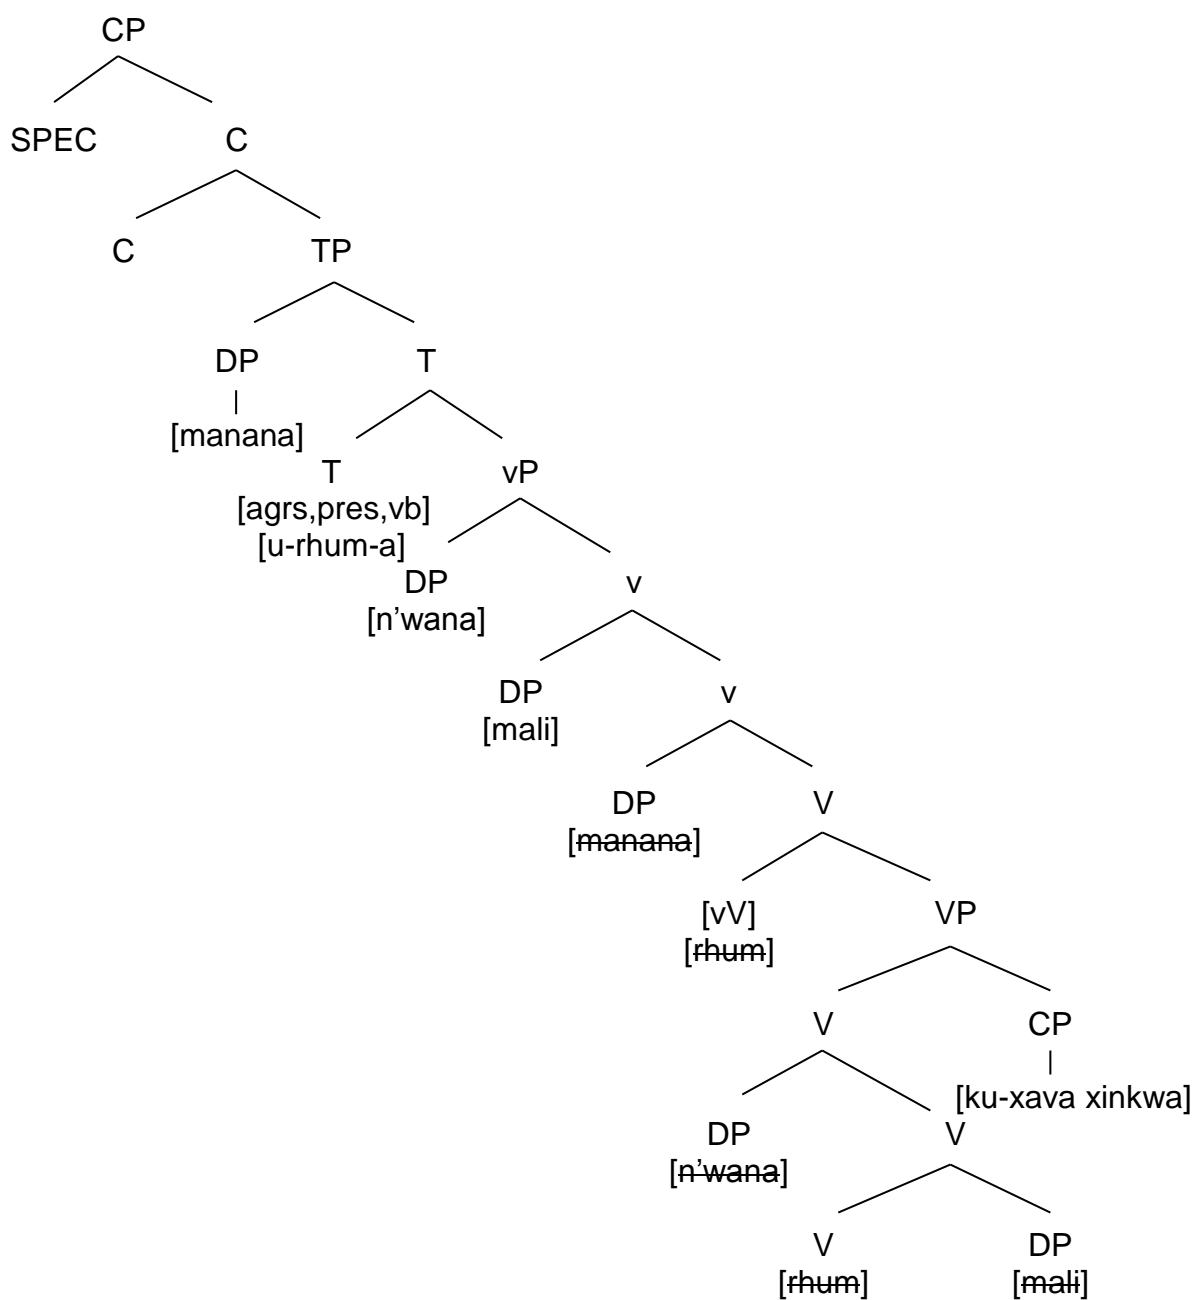 CP
SPEC C
C TP
DP T
[manana]
T vP
[agrs,pres,vb]
[u-rhum-a]
DP v
[n’wana]
DP v
[mali]
DP V
[manana]
[vV] VP
[rhum]
V CP
[ku-xava xinkwa]
DP V
[n’wana]
V DP
[rhum] [mali]